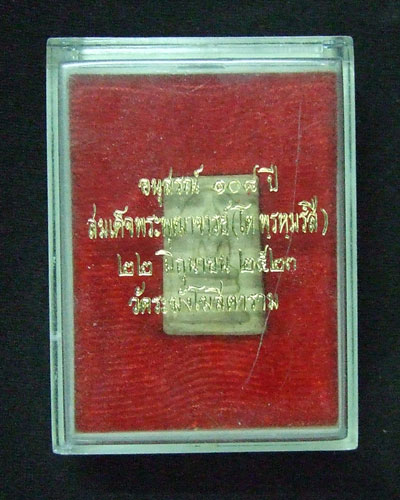 อนุสรณ์ ๑๐๘ ปี
สมเด็จพระพุฒาจารย์ (โต พฺรหฺมรํสี)
๒๒ มิถุนายน ๒๕๒๓
วัดระฆังโฆสิตาราม